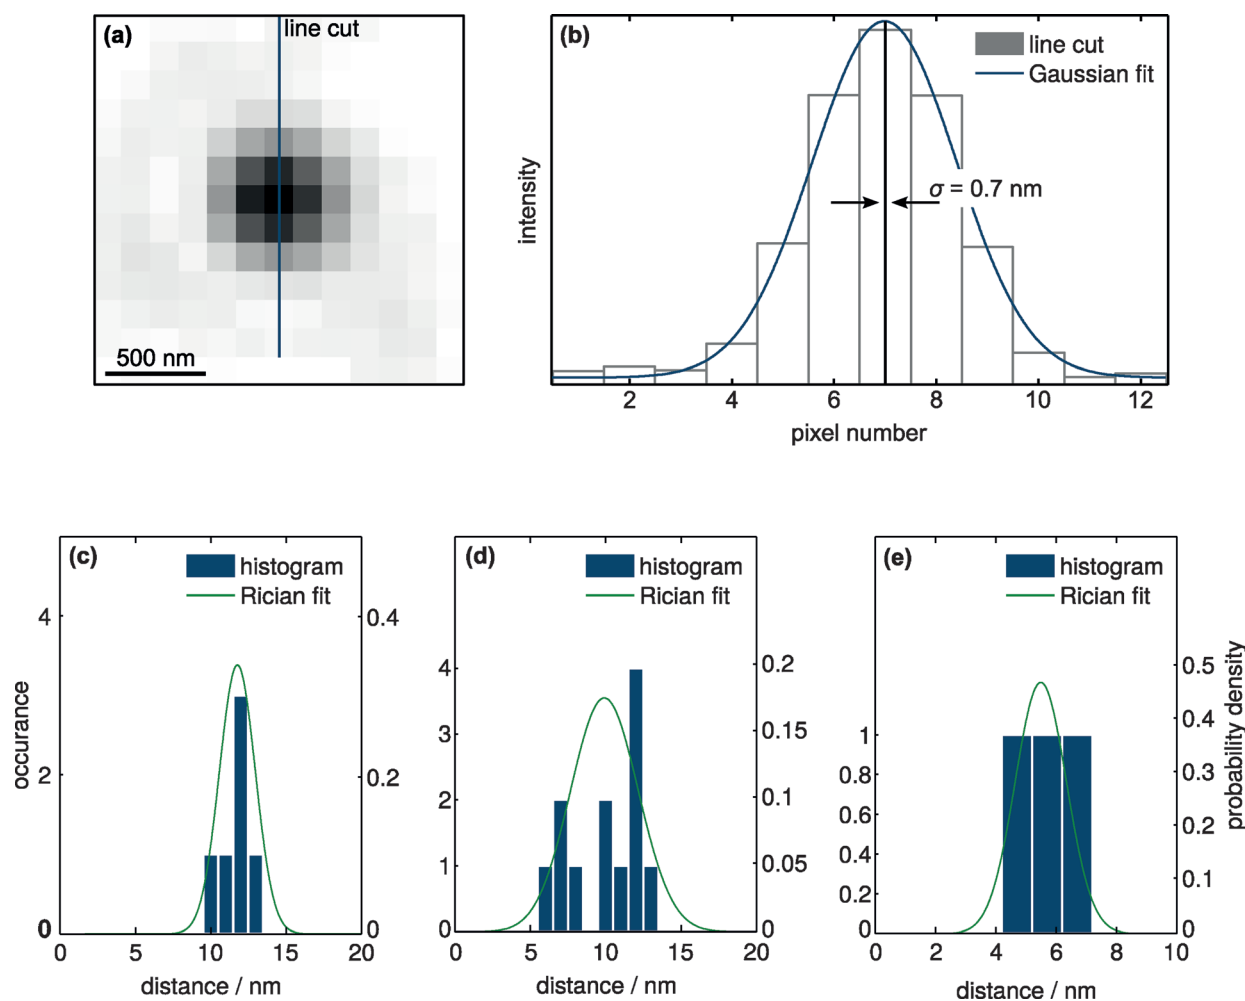 (a)
line cut
500 nm
(b)
line cut
Gaussian fit
σ = 0.7 nm
intensity
2 4 6 8 10 12
pixel number
(c)
histogram
Rician fit
4
2
0
occurance
0.4
0.2
0
0 5 10 15 20
distance / nm
(d)
histogram
Rician fit
4
3
2
1
0
0.2
0.15
0.1
0.05
0
0 5 10 15 20
distance / nm
(e)
histogram
Rician fit
1
0.8
0.6
0.4
0.2
0
0.5
0.4
0.3
0.2
0.1
0
probability density
0 2 4 6 8 10
distance / nm